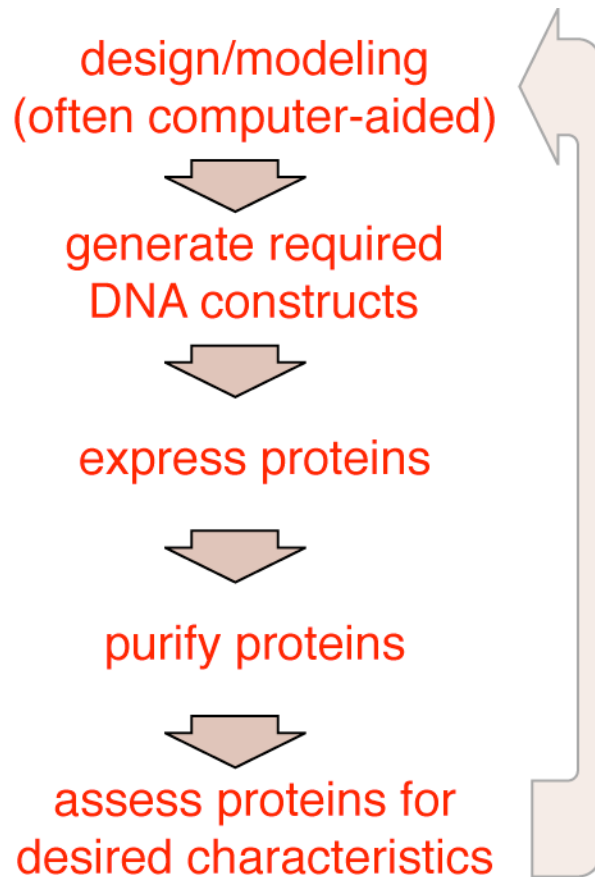 design/modeling
(often computer-aided)
generate required
DNA constructs
express proteins
purify proteins
assess proteins for
desired characteristics